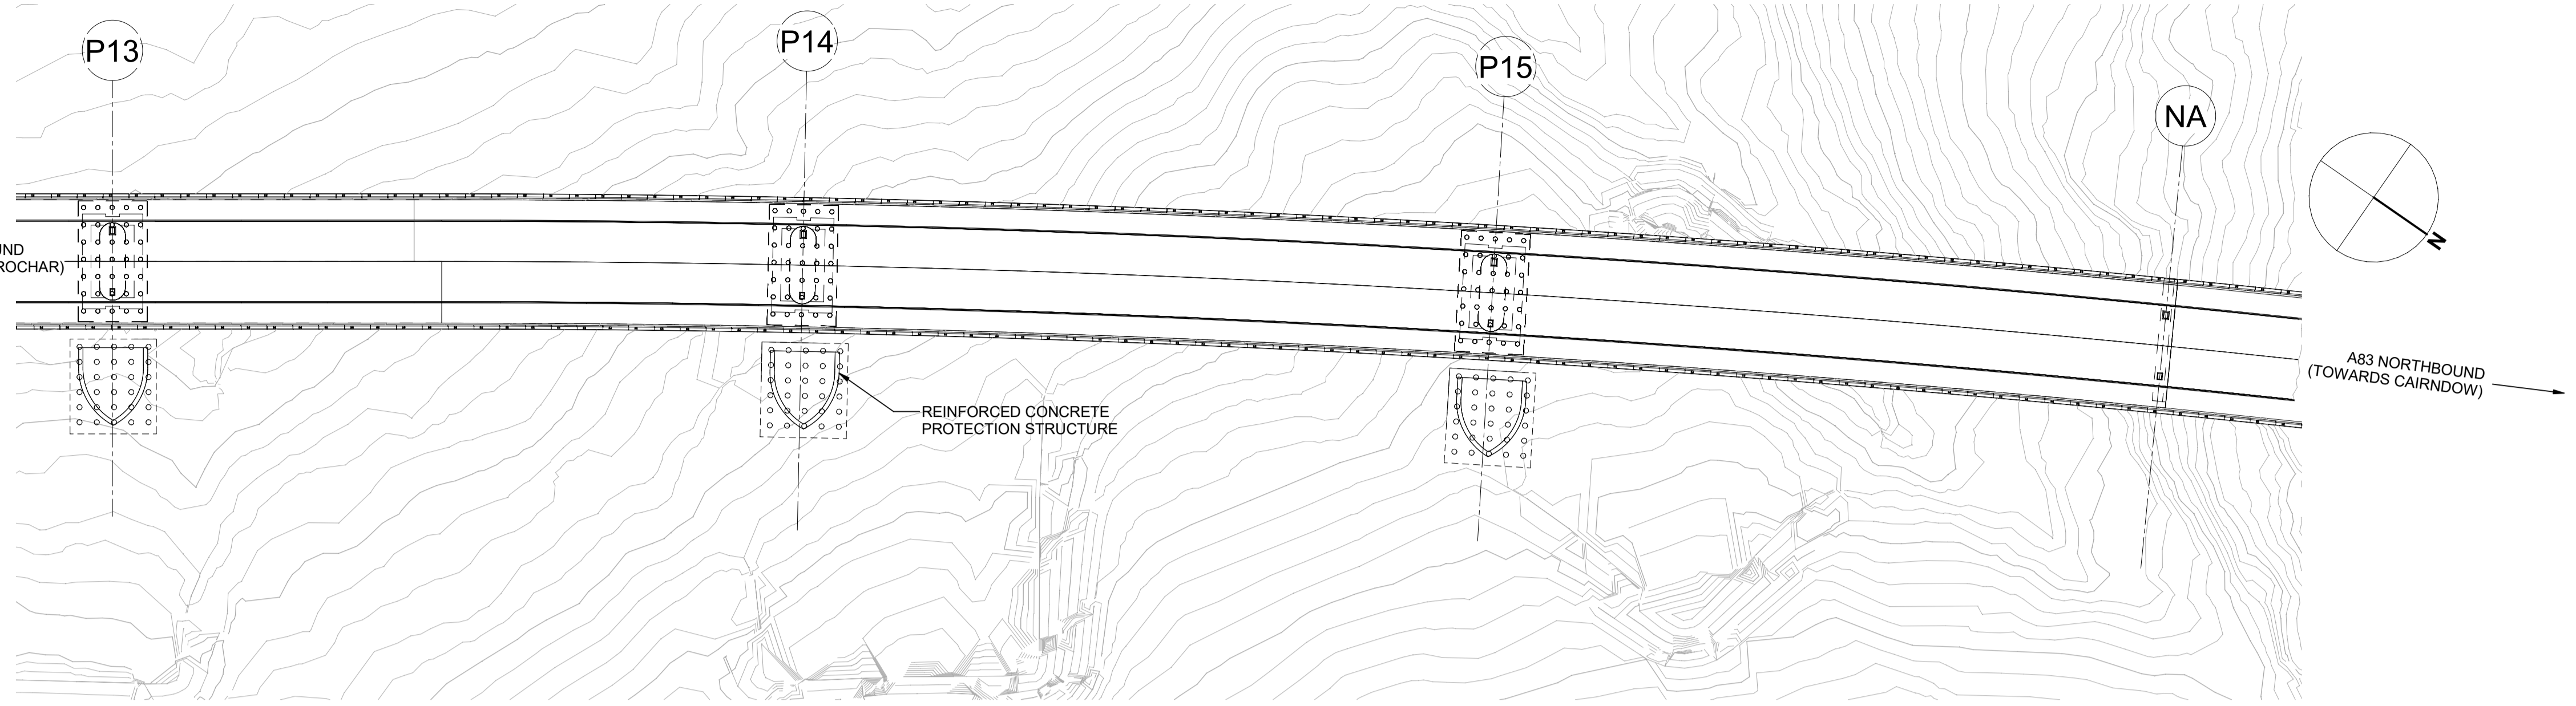 P13
P14
P15
NA
UND
ROCHAR)
REINFORCED CONCRETE
PROTECTION STRUCTURE
N
A83 NORTHBOUND
(TOWARDS CAIRNDOW)